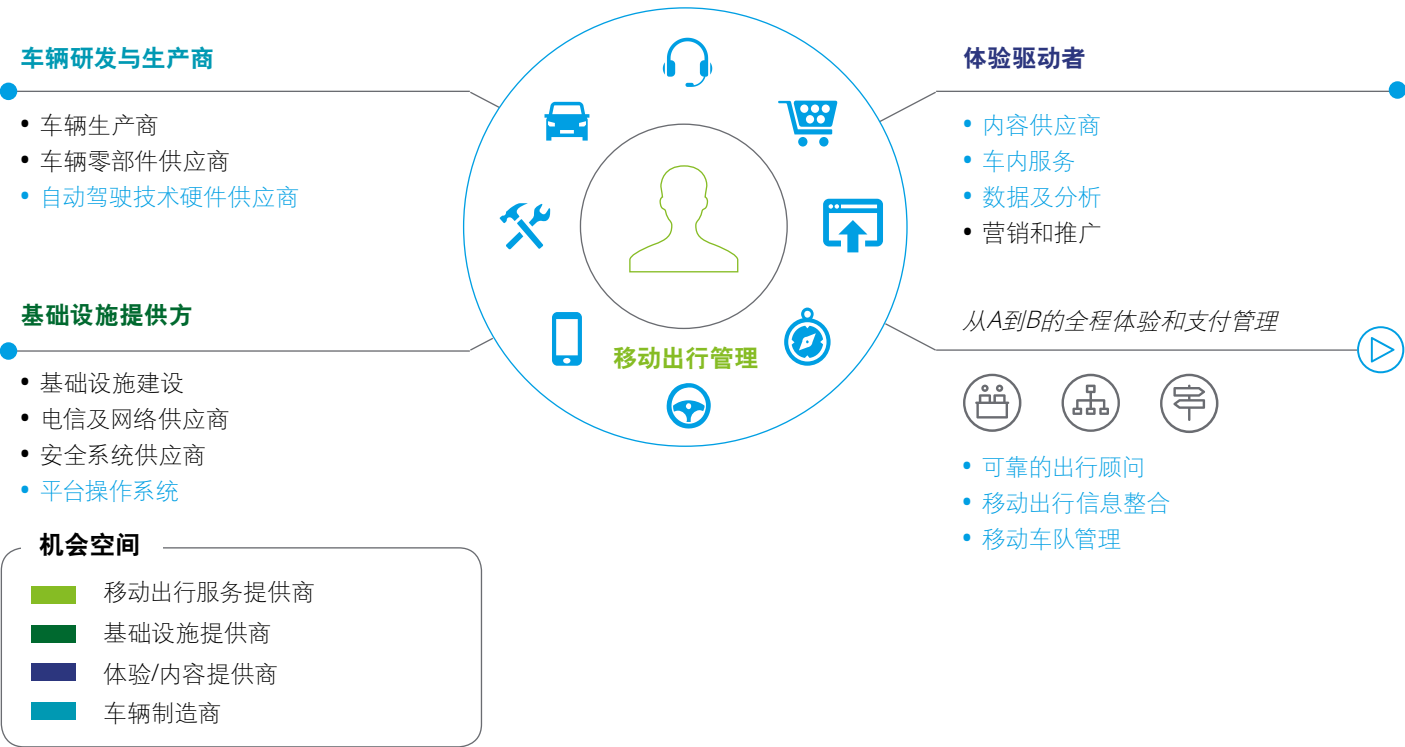 车辆研发与生产商
• 车辆生产商
• 车辆零部件供应商
• 自动驾驶技术硬件供应商
基础设施提供方
• 基础设施建设
• 电信及网络供应商
• 安全系统供应商
• 平台操作系统
移动出行管理
体验驱动者
• 内容供应商
• 车内服务
• 数据及分析
• 营销和推广
从A到B的全程体验和支付管理
• 可靠的出行顾问
• 移动出行信息整合
• 移动车队管理
机会空间
移动出行服务提供商
基础设施提供商
体验/内容提供商
车辆制造商